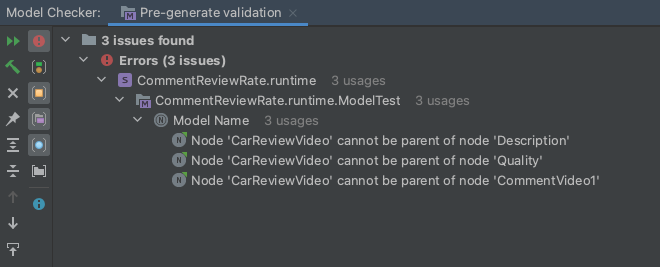 Model Checker: Pre-generate validation
3 issues found
Errors (3 issues)
CommentReviewRate.runtime 3 usages
CommentReviewRate.runtime.ModelTest 3 usages
Model Name 3 usages
Node 'CarReviewVideo' cannot be parent of node 'Description'
Node 'CarReviewVideo' cannot be parent of node 'Quality'
Node 'CarReviewVideo' cannot be parent of node 'CommentVideo1'